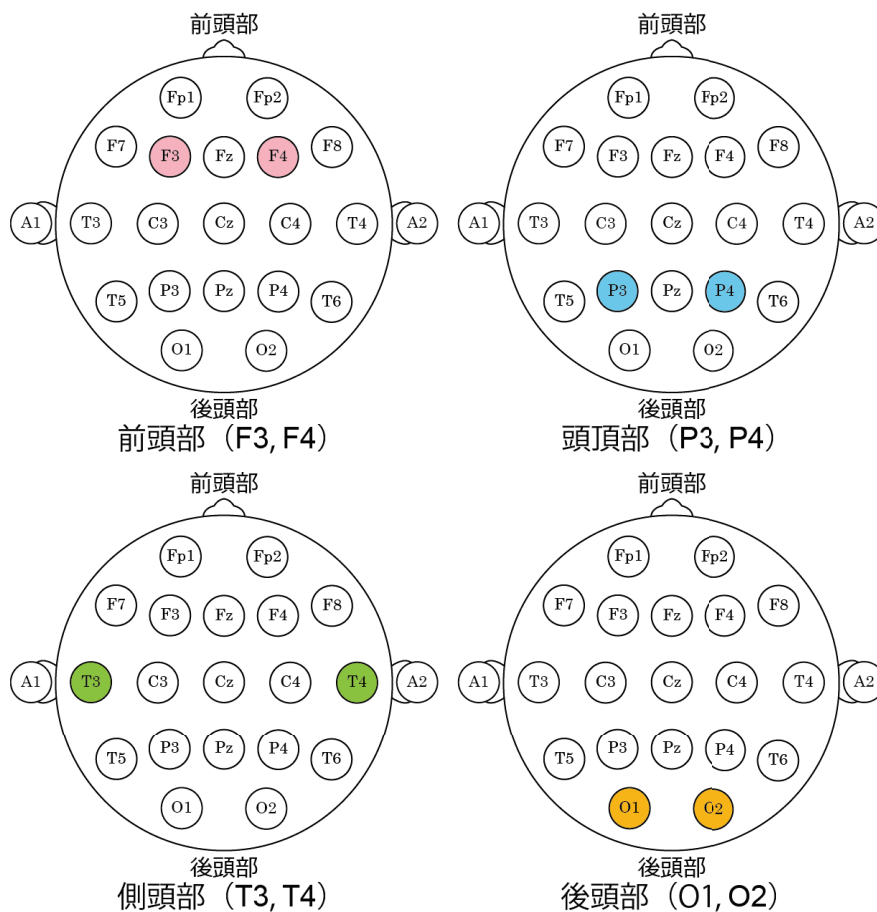 前頭部 前頭部
Fp1 Fp2 Fp1 Fp2
F7 F3 Fz F4 F8 F7 F3 Fz F4 F8
A1 T3 C3 Cz C4 T4 A2 A1 T3 C3 Cz C4 T4 A2
T5 P3 Pz P4 T6 T5 P3 Pz P4 T6
O1 O2 O1 O2
後頭部 後頭部
前頭部（F3, F4） 頭頂部（P3, P4）
前頭部 前頭部
Fp1 Fp2 Fp1 Fp2
F7 F3 Fz F4 F8 F7 F3 Fz F4 F8
A1 T3 C3 Cz C4 T4 A2 A1 T3 C3 Cz C4 T4 A2
T5 P3 Pz P4 T6 T5 P3 Pz P4 T6
O1 O2 O1 O2
後頭部 後頭部
側頭部（T3, T4） 後頭部（O1, O2）